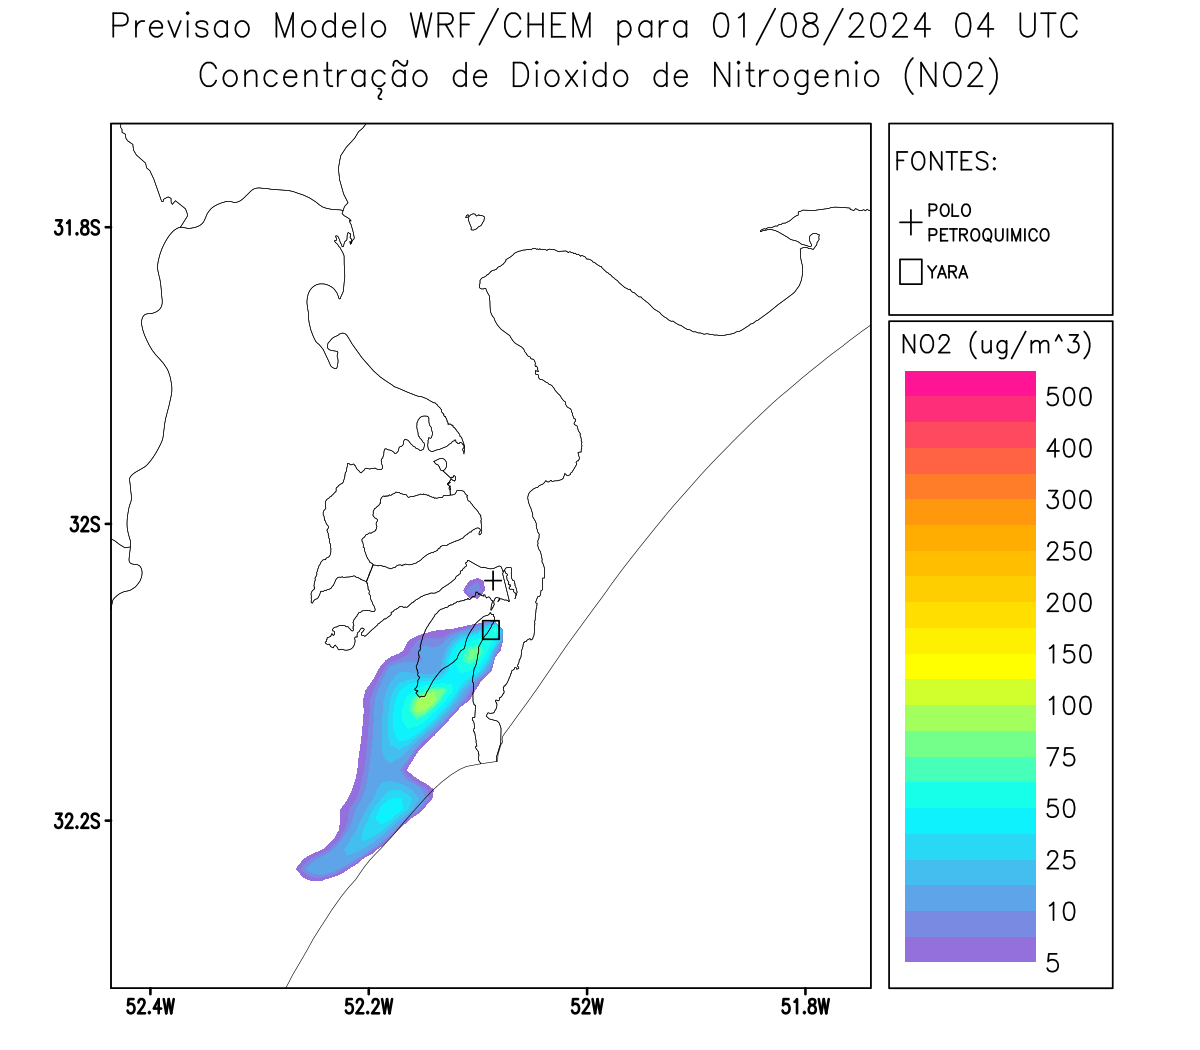 Previsao Modelo WRF/CHEM para 01/08/2024 04 UTC
Concentração de Dioxido de Nitrogenio (NO2)
FONTES:
POLO
PETROQUIMICO
YARA
NO2 (ug/m^3)
500
400
300
250
200
150
100
75
50
25
10
5
31.8S
32S
32.2S
52.4W
52.2W
52W
51.8W